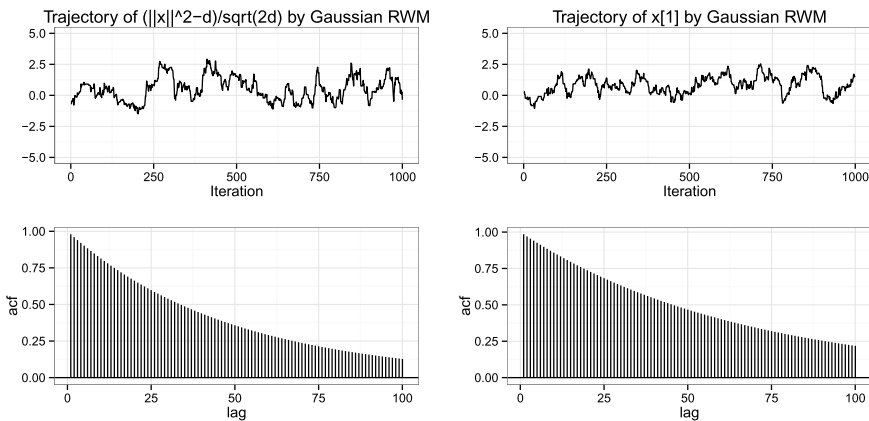 Trajectory of (||x||^2−d)/sqrt(2d) by Gaussian RWM
5.0
2.5
0.0
−2.5
−5.0
0 250 500 750 1000
Iteration
Trajectory of x[1] by Gaussian RWM
5.0
2.5
0.0
−2.5
−5.0
0 250 500 750 1000
Iteration
acf
1.00
0.75
0.50
0.25
0.00
0 25 50 75 100
lag
acf
1.00
0.75
0.50
0.25
0.00
0 25 50 75 100
lag